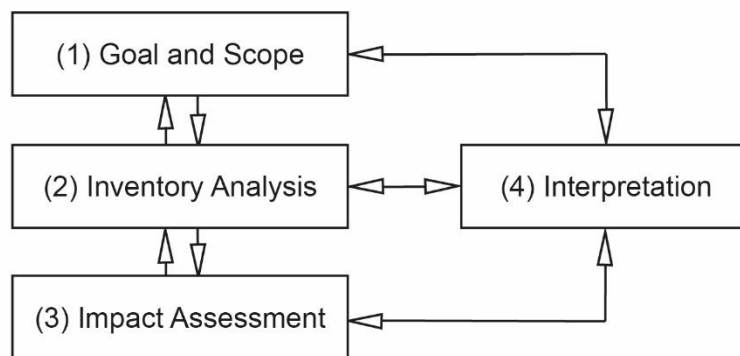 (1) Goal and Scope
(2) Inventory Analysis
(4) Interpretation
(3) Impact Assessment